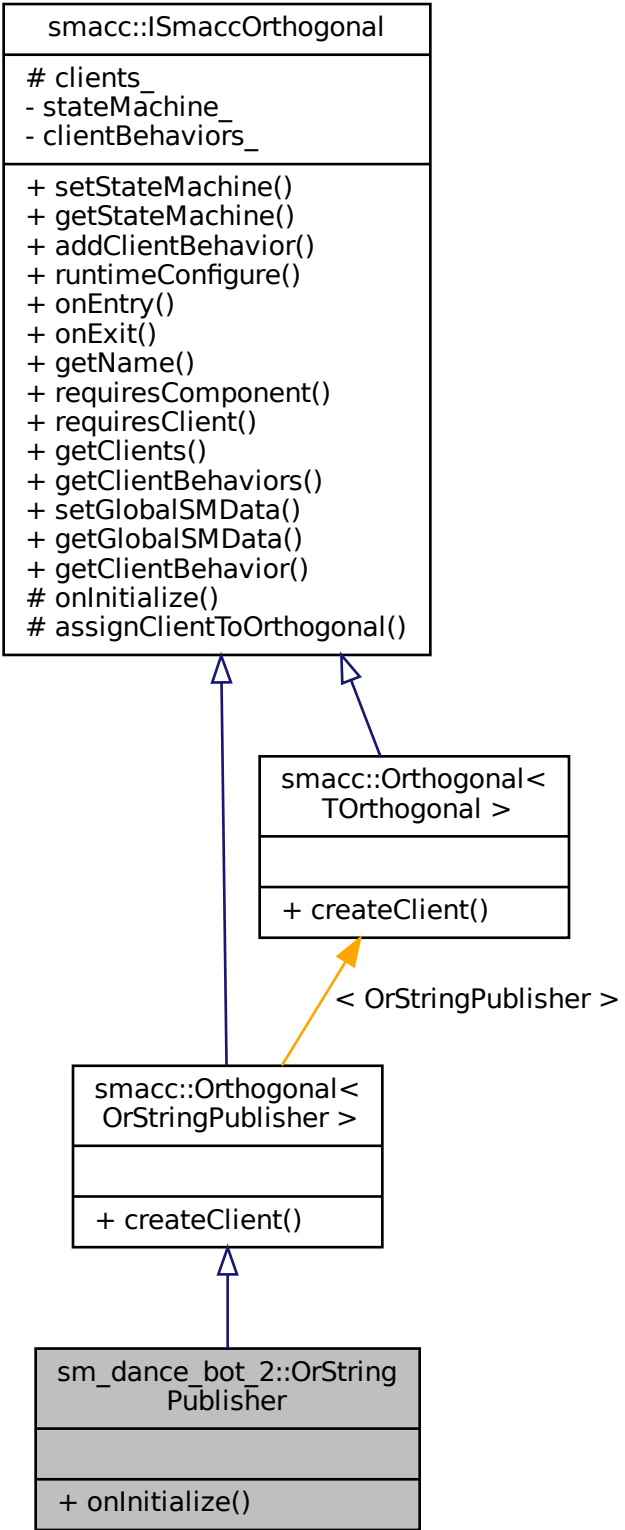 smacc::ISmaccOrthogonal
# clients_
- stateMachine_
- clientBehaviors_
+ setStateMachine()
+ getStateMachine()
+ addClientBehavior()
+ runtimeConfigure()
+ onEntry()
+ onExit()
+ getName()
+ requiresComponent()
+ requiresClient()
+ getClients()
+ getClientBehaviors()
+ setGlobalSMData()
+ getGlobalSMData()
+ getClientBehavior()
# onInitialize()
# assignClientToOrthogonal()
smacc::Orthogonal<
TOrthogonal >
+ createClient()
< OrStringPublisher >
smacc::Orthogonal<
OrStringPublisher >
+ createClient()
sm_dance_bot_2::OrString
Publisher
+ onInitialize()